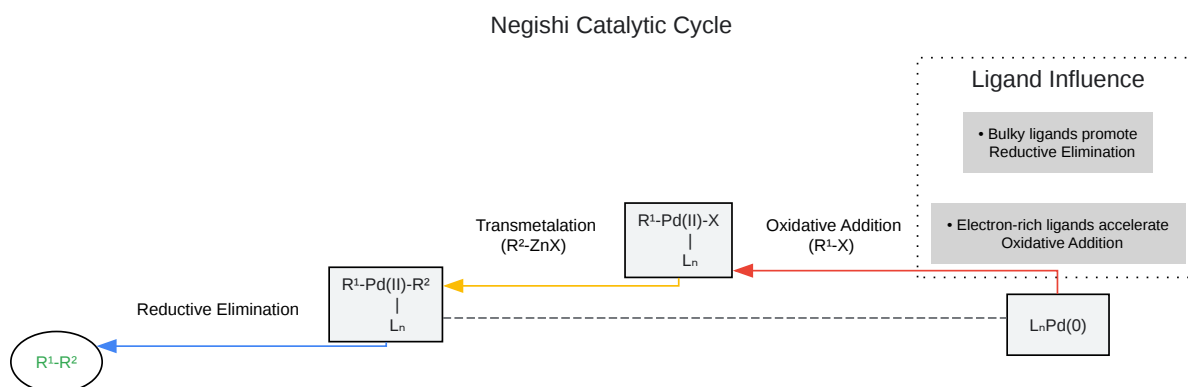 Negishi Catalytic Cycle
Ligand Influence
• Bulky ligands promote
Reductive Elimination
• Electron-rich ligands accelerate
Oxidative Addition
Oxidative Addition
(R¹-X)
Transmetalation
(R²-ZnX)
R¹-Pd(II)-X
|
Lₙ
R¹-Pd(II)-R²
|
Lₙ
Reductive Elimination
LₙPd(0)
R¹-R²